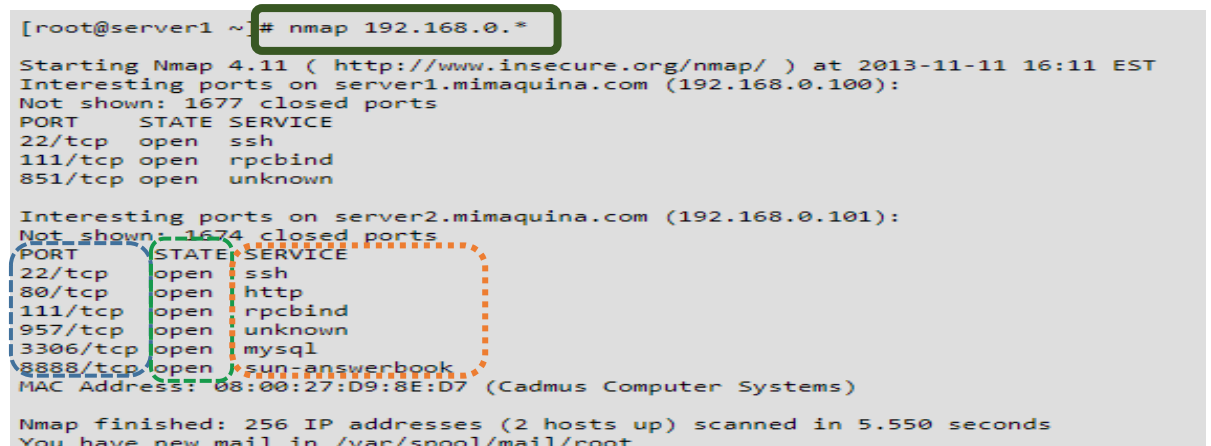 [root@server1 ~]# nmap 192.168.0.*
Starting Nmap 4.11 ( http://www.insecure.org/nmap/ ) at 2013-11-11 16:11 EST
Interesting ports on server1.mimaquina.com (192.168.0.100):
Not shown: 1677 closed ports
PORT STATE SERVICE
22/tcp open ssh
111/tcp open rpcbind
851/tcp open unknown
Interesting ports on server2.mimaquina.com (192.168.0.101):
Not shown: 1674 closed ports
PORT STATE SERVICE
22/tcp open ssh
80/tcp open http
111/tcp open rpcbind
957/tcp open unknown
3306/tcp open mysql
8888/tcp open sun-answerbook
MAC Address: 08:00:27:D9:8E:D7 (Cadmus Computer Systems)
Nmap finished: 256 IP addresses (2 hosts up) scanned in 5.550 seconds
You have new mail in /var/spool/mail/root